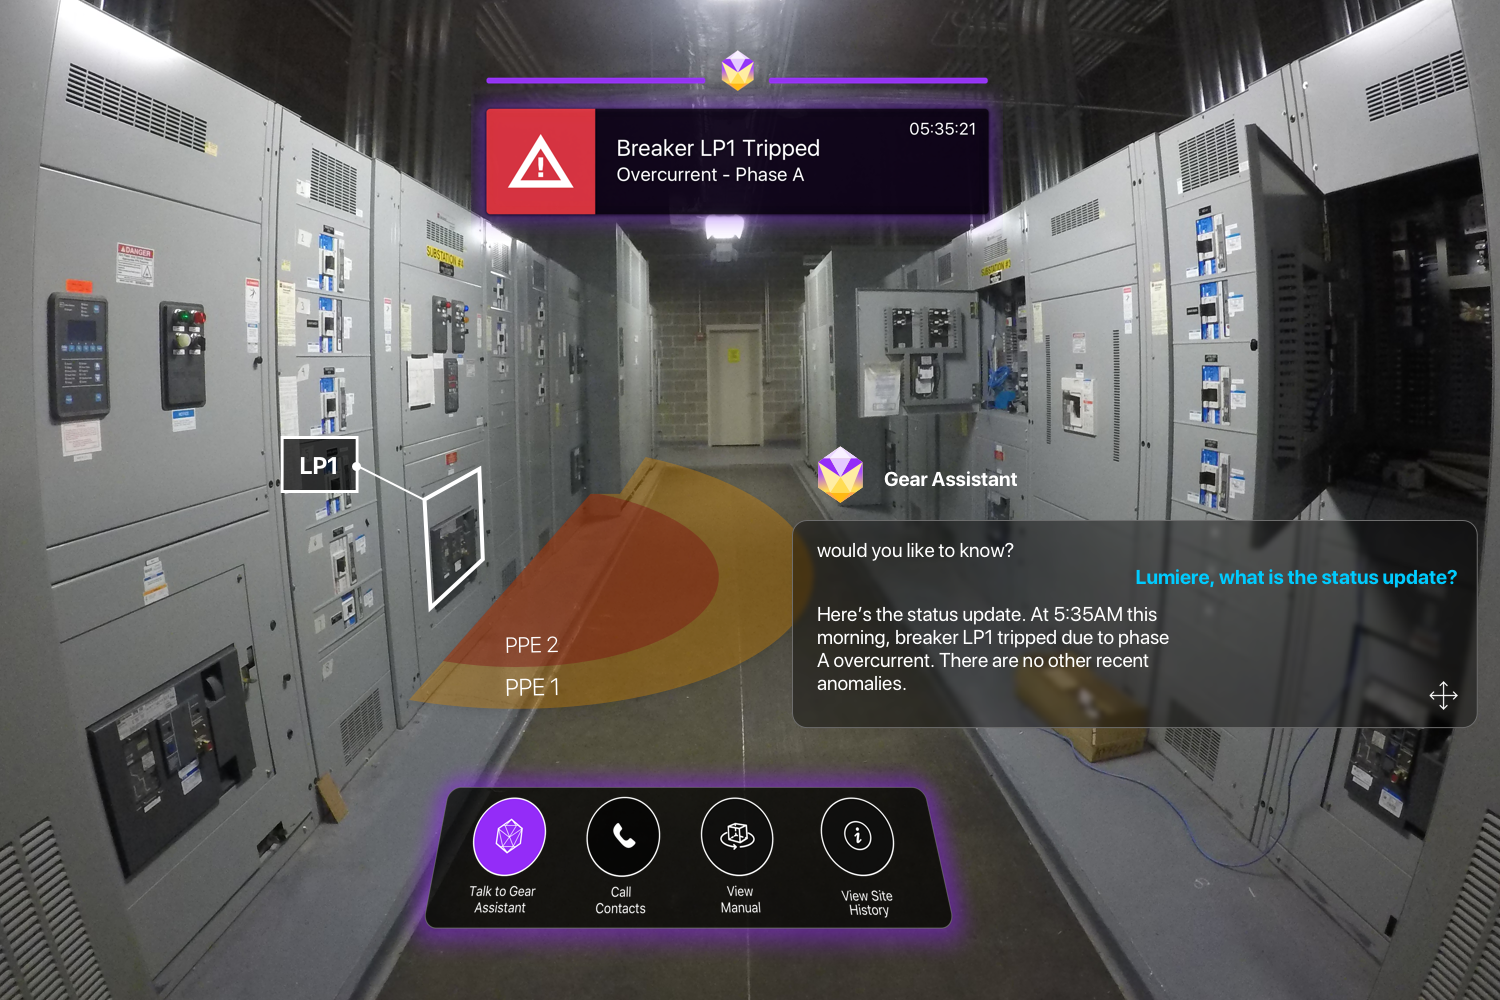 05:35:21
Breaker LP1 Tripped
Overcurrent - Phase A
DANGER
SUBSTATION #4
LP1
Gear Assistant
would you like to know?
Lumiere, what is the status update?
Here's the status update. At 5:35AM this
morning, breaker LP1 tripped due to phase
A overcurrent. There are no other recent
anomalies.
PPE 2
PPE 1
Talk to Gear
Assistant
Call
Contacts
View
Manual
View Site
History